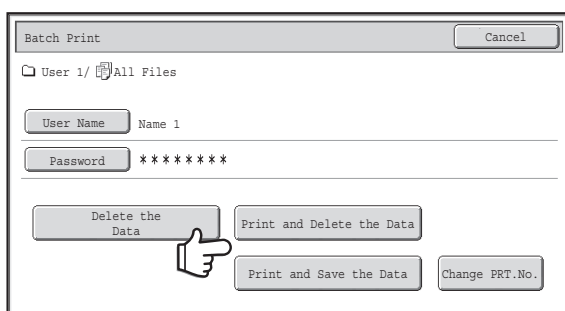 Batch Print
Cancel
User 1/ All Files
User Name Name 1
Password ********
Delete the
Data
Print and Delete the Data
Print and Save the Data
Change PRT.No.